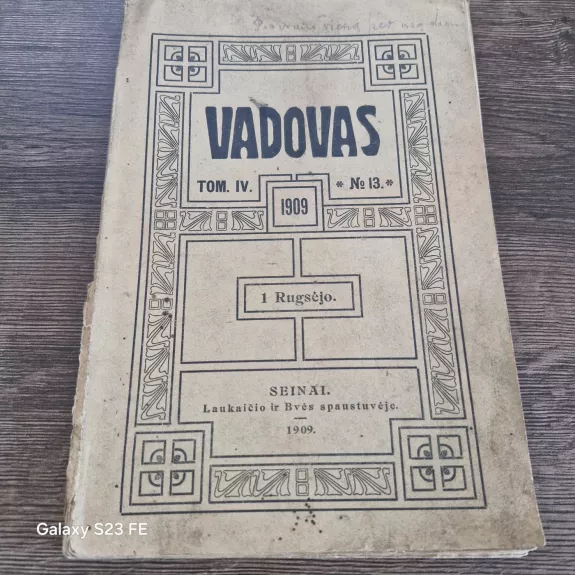 VADOVAS
TOM. IV.
* № 13. *
1909
1 Rugsėjo.
SEINAI.
Laukaičio ir Bvės spaustuvėje.
1909.
Galaxy S23 FE